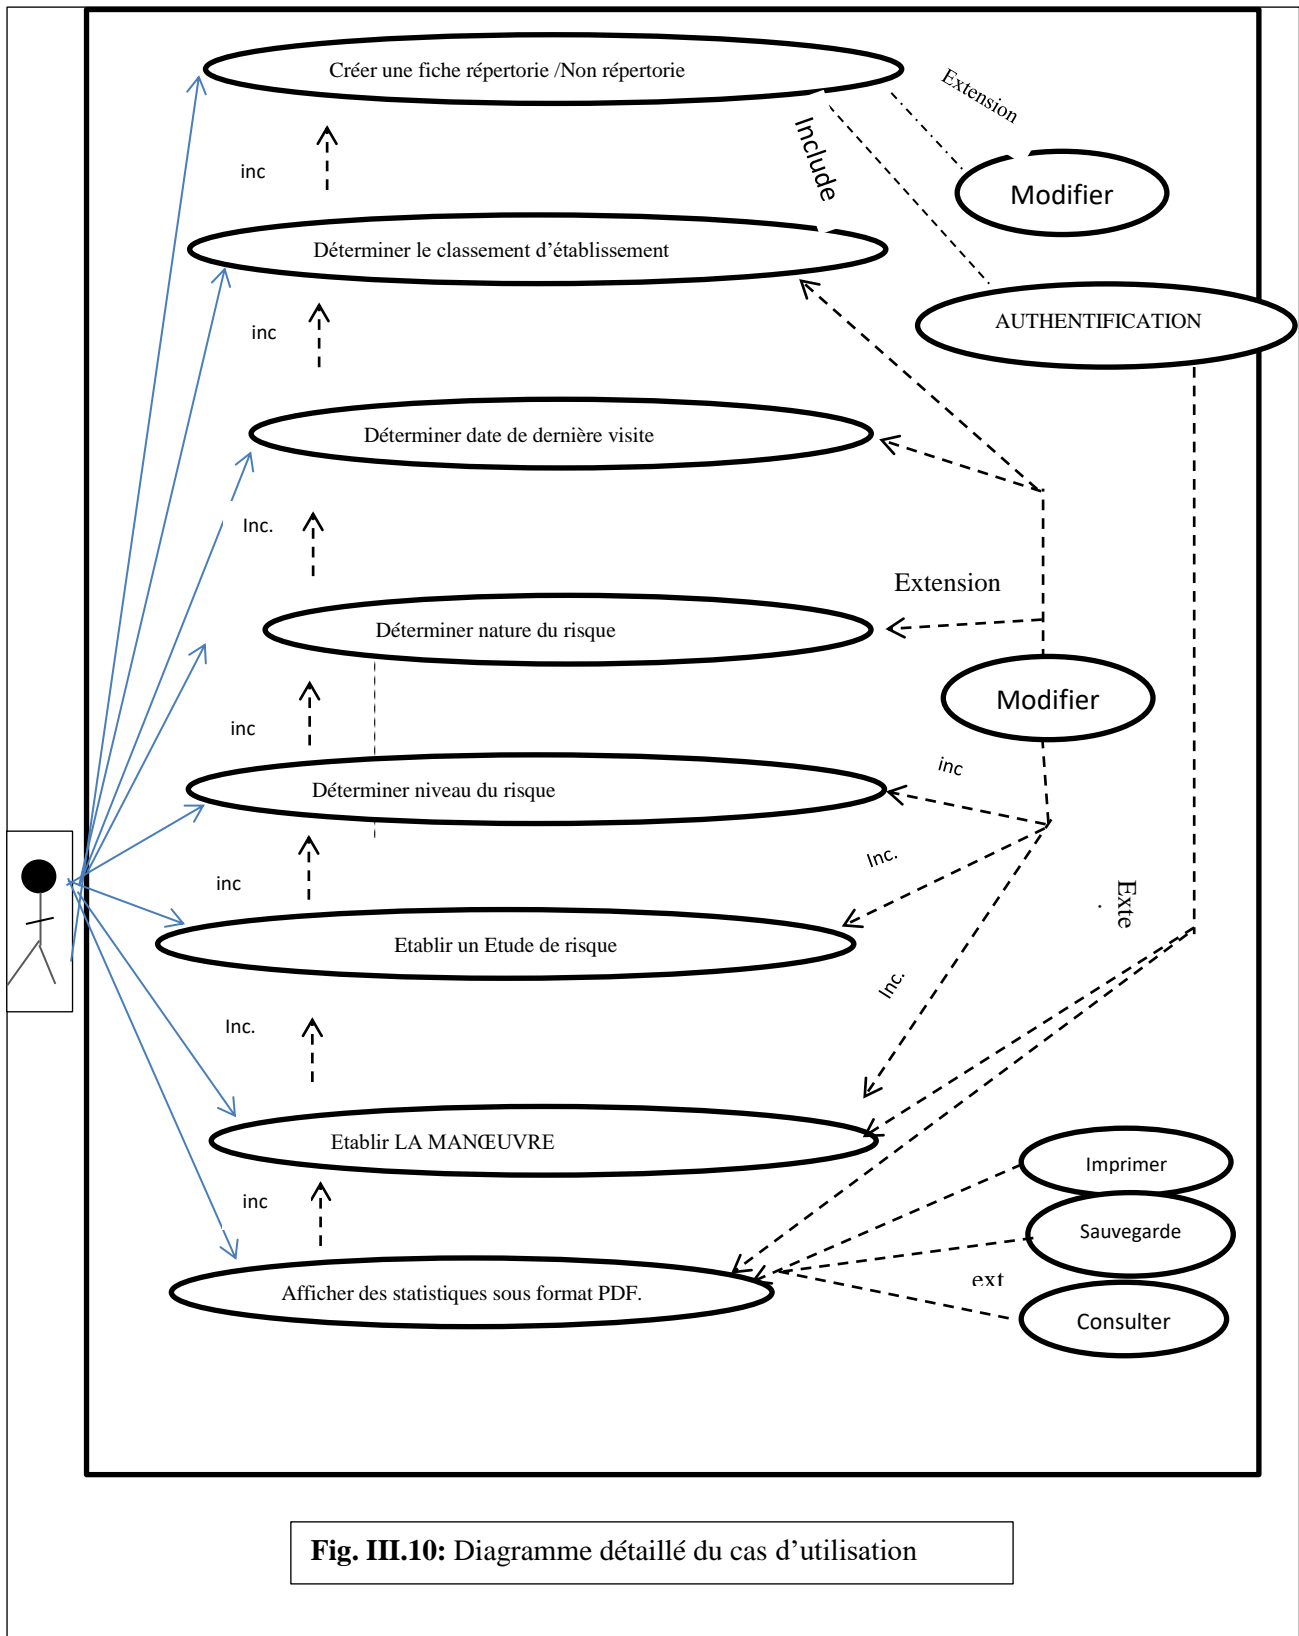 Créer une fiche répertorie /Non répertorie
Extension
inc
Include
Modifier
Déterminer le classement d'établissement
inc
AUTHENTIFICATION
Déterminer date de dernière visite
Inc.
Extension
Déterminer nature du risque
Modifier
inc
inc
Déterminer niveau du risque
Inc.
inc
Exte
.
Etablir un Etude de risque
Inc.
Inc.
Etablir LA MANŒUVRE
Imprimer
inc
Sauvegarde
ext
Afficher des statistiques sous format PDF.
Consulter
Fig. III.10: Diagramme détaillé du cas d'utilisation